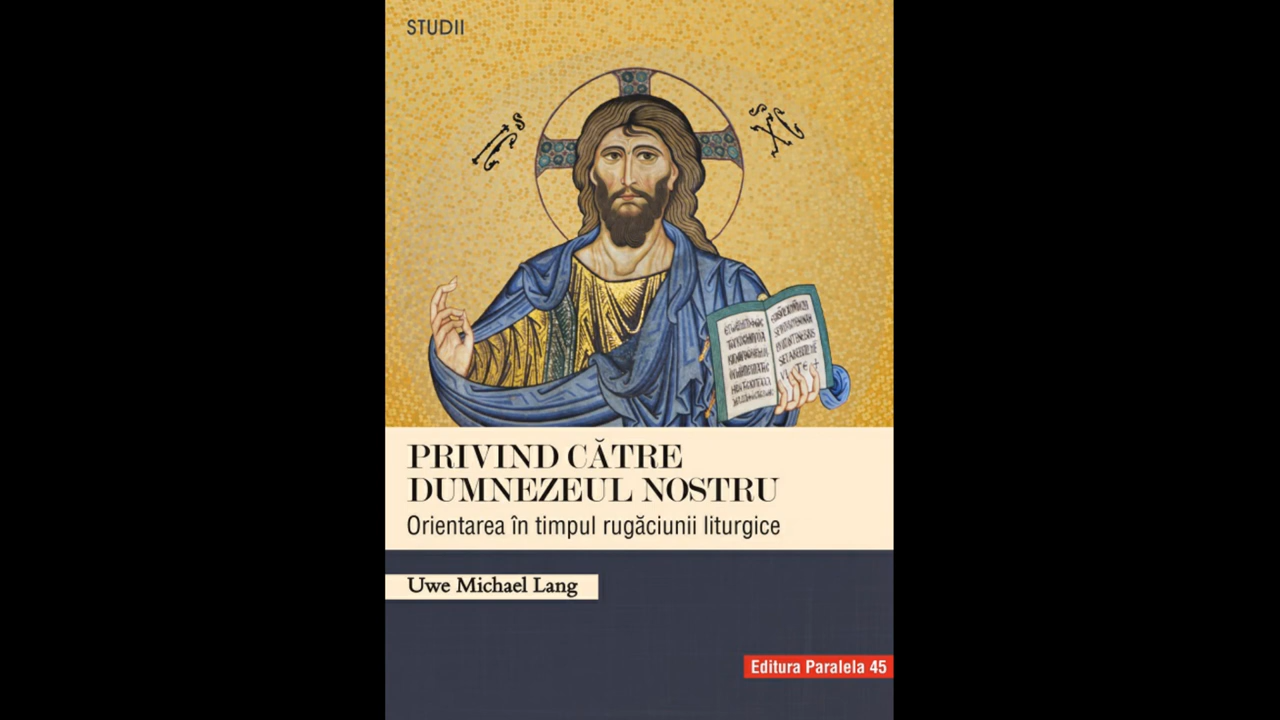 STUDII
PRIVIND CĂTRE
DUMNEZEUL NOSTRU
Orientarea în timpul rugăciunii liturgice
Uwe Michael Lang
Editura Paralela 45